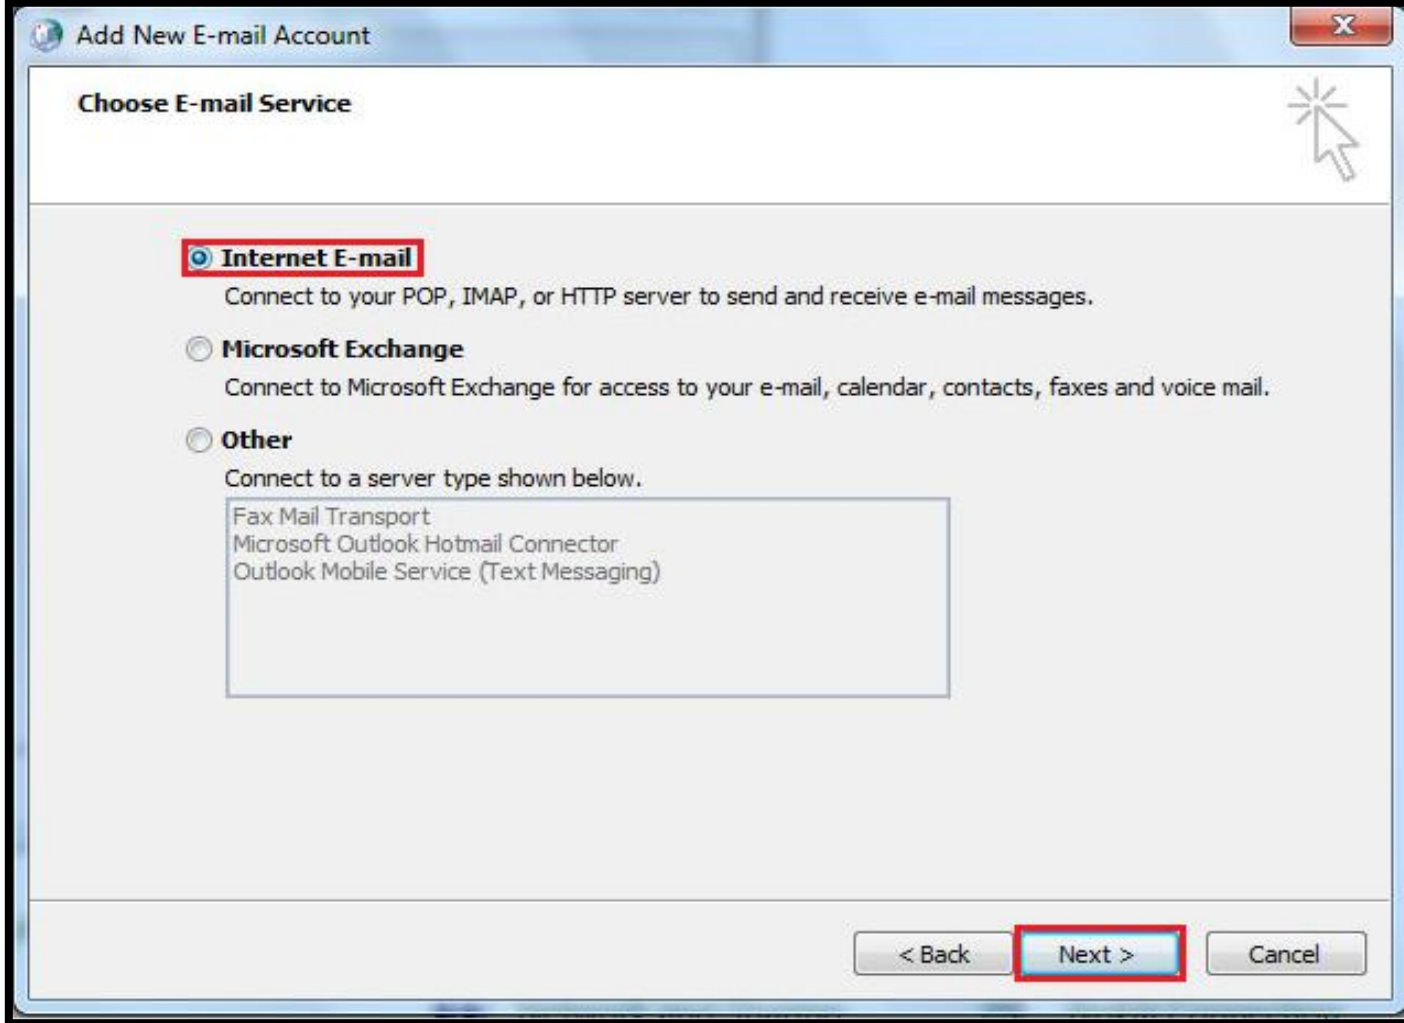 Add New E-mail Account
Choose E-mail Service
Internet E-mail
Connect to your POP, IMAP, or HTTP server to send and receive e-mail messages.
Microsoft Exchange
Connect to Microsoft Exchange for access to your e-mail, calendar, contacts, faxes and voice mail.
Other
Connect to a server type shown below.
Fax Mail Transport
Microsoft Outlook Hotmail Connector
Outlook Mobile Service (Text Messaging)
< Back
Next >
Cancel